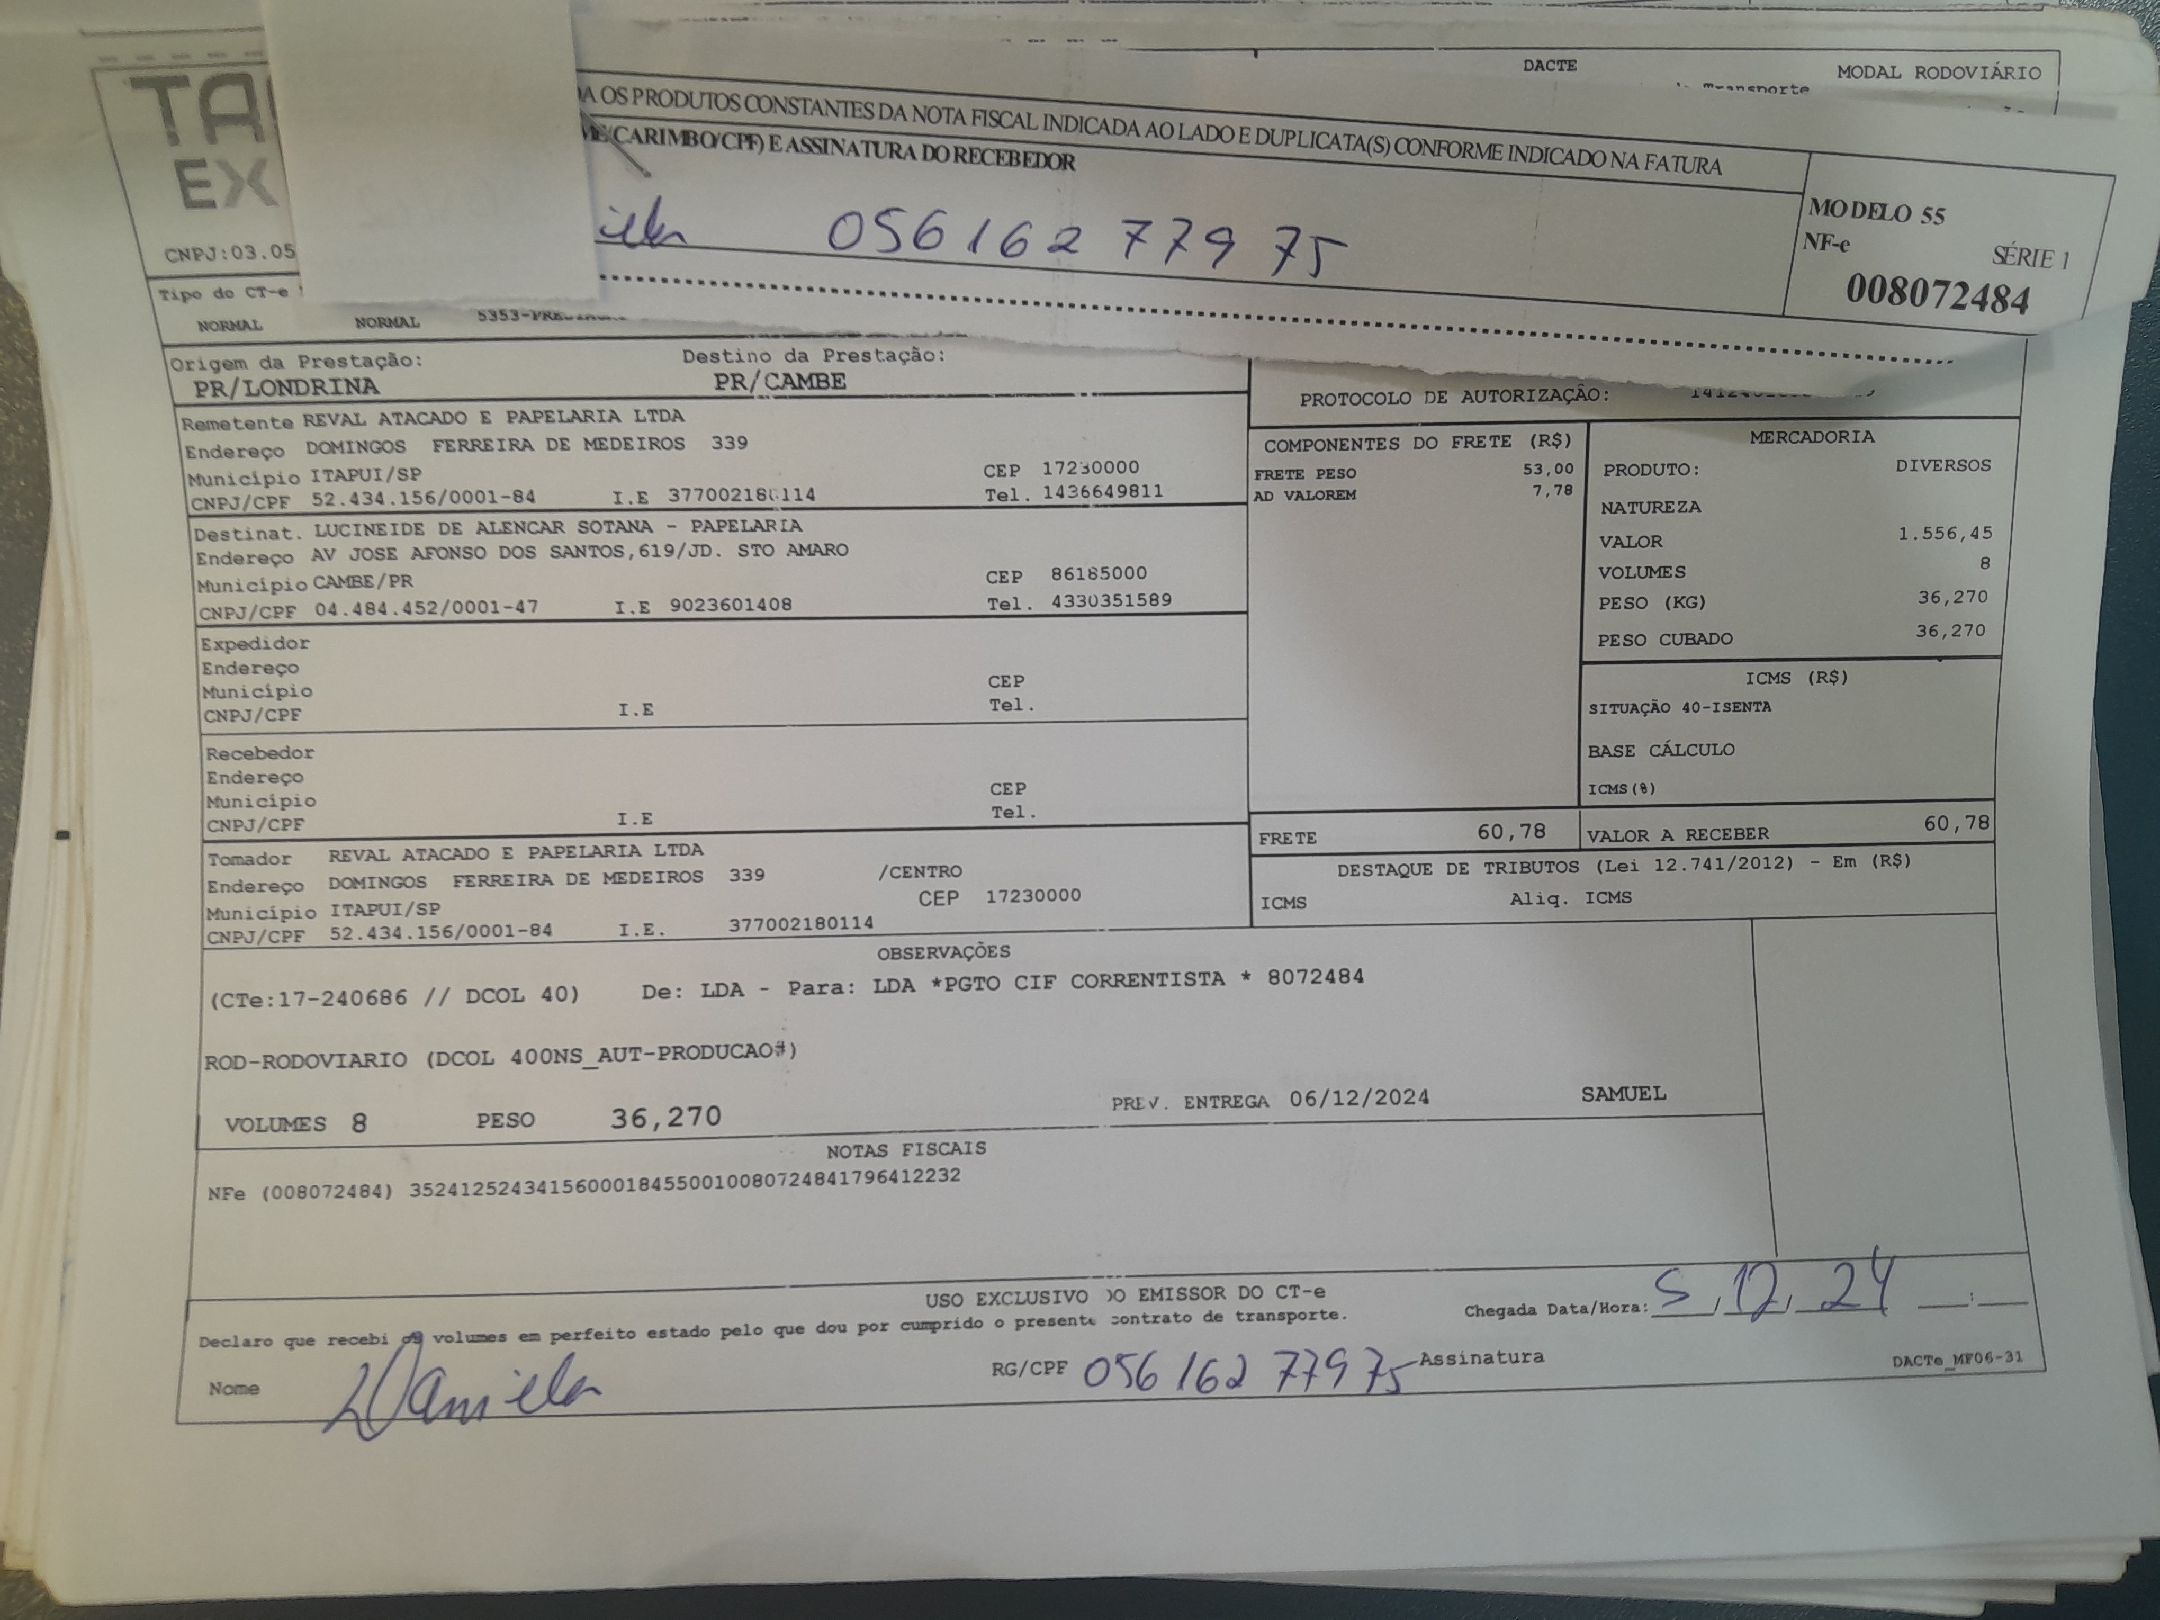 DACTE
MODAL RODOVIÁRIO
OS PRODUTOS CONSTANTES DA NOTA FISCAL INDICADA AO LADO E DUPLICATA(S) CONFORME INDICADO NA FATURA
/CARIMBO/CPF) E ASSINATURA DO RECEBEDOR
056 162 779 75
MODELO 55
NF-e
SÉRIE 1
008072484
EX
CNPJ:03.05
Tipo do CT-e
NORMAL NORMAL
Origem da Prestação: Destino da Prestação:
PR/LONDRINA PR/CAMBE
Remetente REVAL ATACADO E PAPELARIA LTDA
Endereço DOMINGOS FERREIRA DE MEDEIROS 339
Município ITAPUI/SP CEP 17230000
CNPJ/CPF 52.434.156/0001-84 I.E 377002180114 Tel. 1436649811
Destinat. LUCINEIDE DE ALENCAR SOTANA - PAPELARIA
Endereço AV JOSE AFONSO DOS SANTOS,619/JD. STO AMARO
Município CAMBE/PR CEP 86185000
CNPJ/CPF 04.484.452/0001-47 I.E 9023601408 Tel. 4330351589
Expedidor
Endereço
Município CEP
CNPJ/CPF I.E Tel.
Recebedor
Endereço
Município CEP
CNPJ/CPF I.E Tel.
Tomador REVAL ATACADO E PAPELARIA LTDA
Endereço DOMINGOS FERREIRA DE MEDEIROS 339 /CENTRO
Município ITAPUI/SP CEP 17230000
CNPJ/CPF 52.434.156/0001-84 I.E. 377002180114
PROTOCOLO DE AUTORIZAÇÃO:
COMPONENTES DO FRETE (R$)
FRETE PESO 53,00
AD VALOREM 7,78
MERCADORIA
PRODUTO: DIVERSOS
NATUREZA
VALOR 1.556,45
VOLUMES 8
PESO (KG) 36,270
PESO CUBADO 36,270
ICMS (R$)
SITUAÇÃO 40-ISENTA
BASE CÁLCULO
ICMS(%)
FRETE 60,78 VALOR A RECEBER 60,78
DESTAQUE DE TRIBUTOS (Lei 12.741/2012) - Em (R$)
ICMS Aliq. ICMS
OBSERVAÇÕES
(CTe:17-240686 // DCOL 40) De: LDA - Para: LDA *PGTO CIF CORRENTISTA * 8072484
ROD-RODOVIARIO (DCOL 400NS_AUT-PRODUCAO#)
VOLUMES 8 PESO 36,270 PREV. ENTREGA 06/12/2024 SAMUEL
NOTAS FISCAIS
NFe (008072484) 35241252434156000184550010080724841796412232
USO EXCLUSIVO DO EMISSOR DO CT-e
Chegada Data/Hora: 5/12/24 :
Declaro que recebi os volumes em perfeito estado pelo que dou por cumprido o presente contrato de transporte.
Nome Daniela RG/CPF 056 162 779 75 Assinatura
DACTe_MF06-31